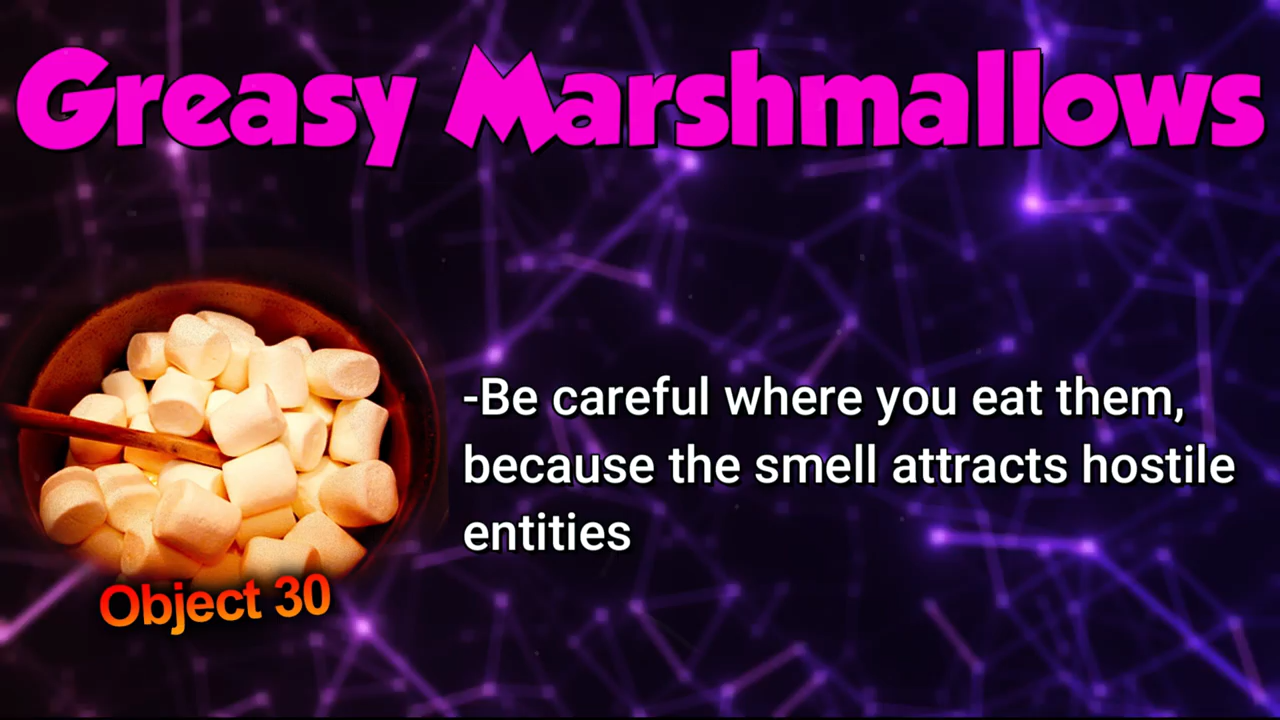 Greasy Marshmallows
-Be careful where you eat them,
because the smell attracts hostile
entities
Object 30